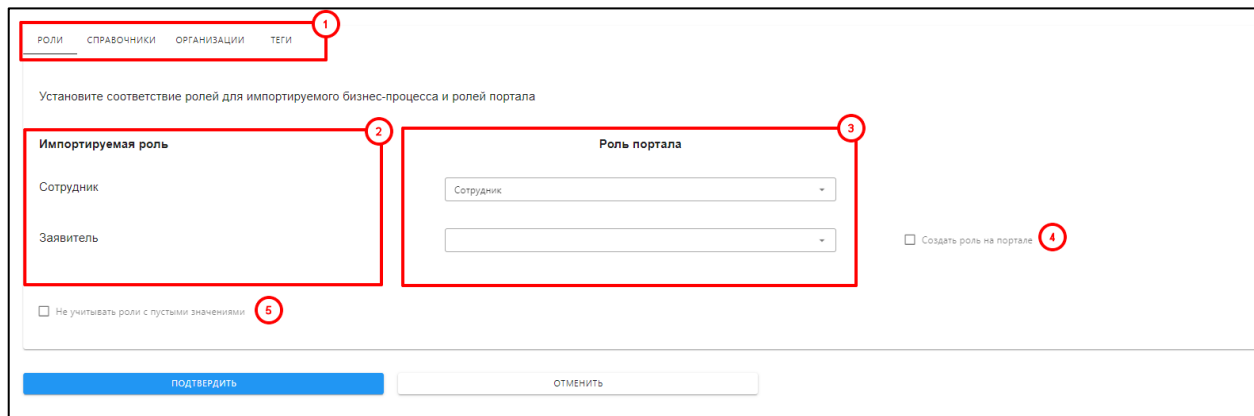 1
РОЛИ СПРАВОЧНИКИ ОРГАНИЗАЦИИ ТЕГИ
Установите соответствие ролей для импортируемого бизнес-процесса и ролей портала
2 3
Импортируемая роль Роль портала
Сотрудник Сотрудник
Заявитель Создать роль на портале 4
Не учитывать роли с пустыми значениями 5
ПОДТВЕРДИТЬ ОТМЕНИТЬ